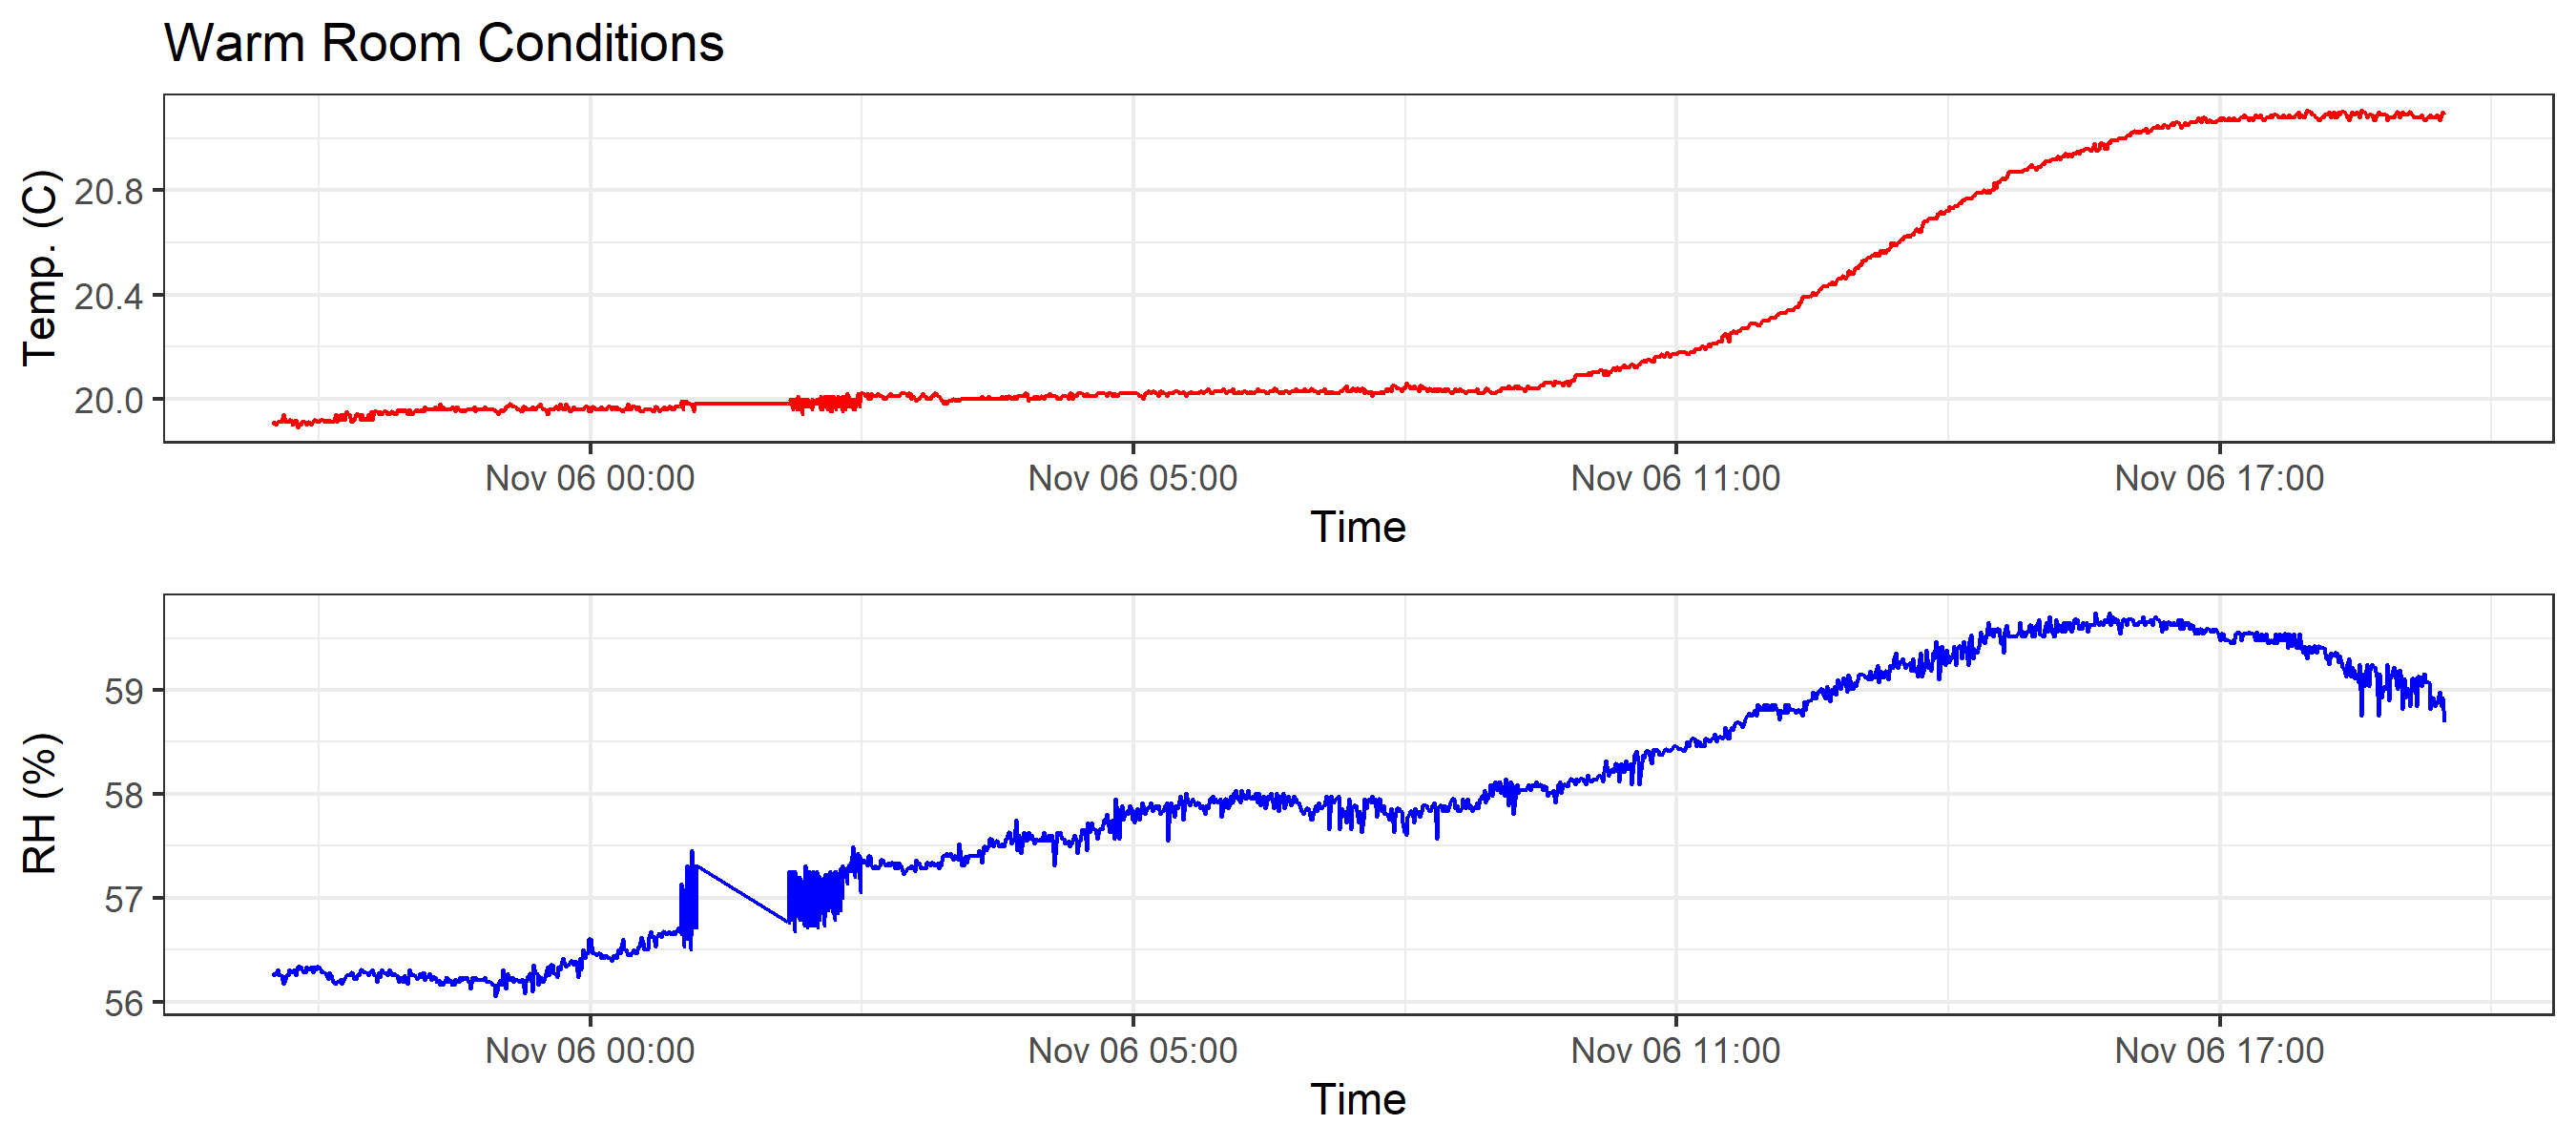 Warm Room Conditions
Temp. (C)
20.8
20.4
20.0
Nov 06 00:00 Nov 06 05:00 Nov 06 11:00 Nov 06 17:00
Time
RH (%)
59
58
57
56
Nov 06 00:00 Nov 06 05:00 Nov 06 11:00 Nov 06 17:00
Time